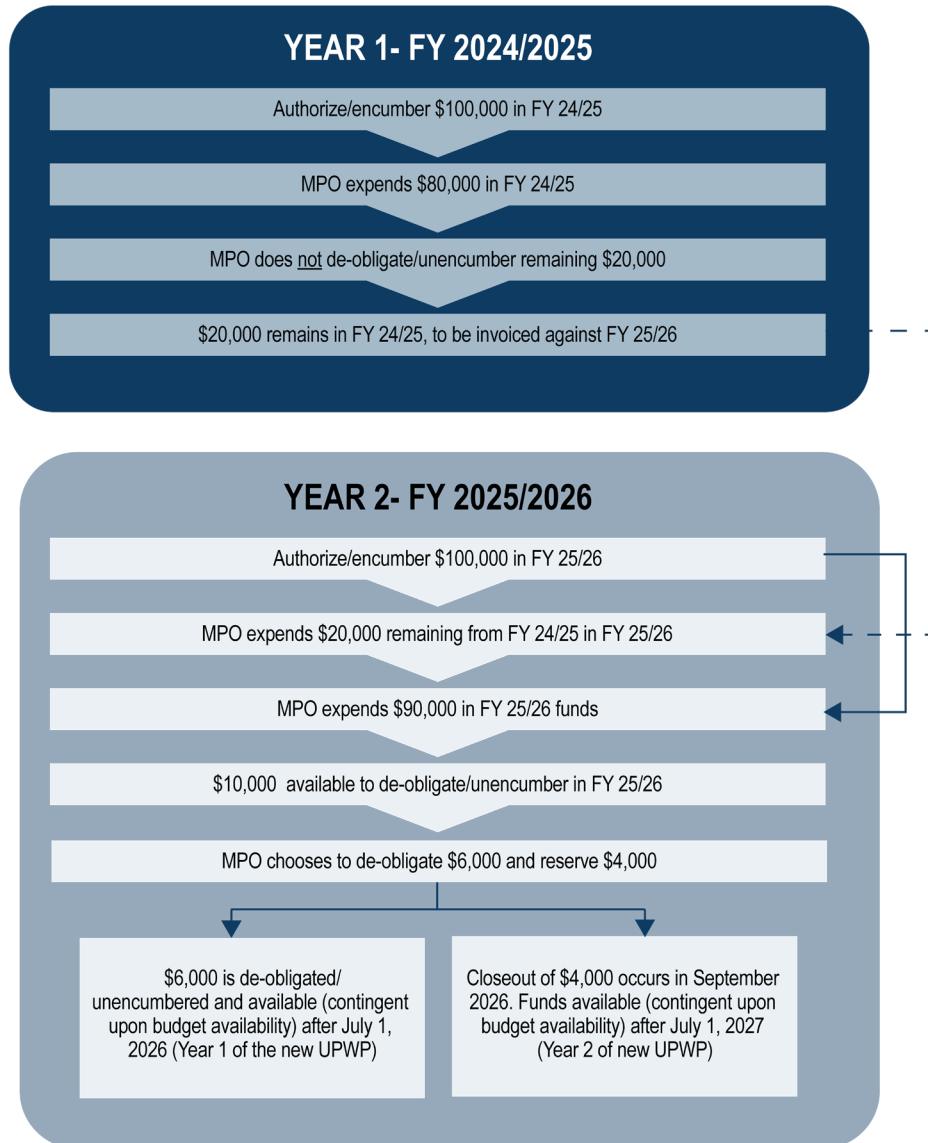 YEAR 1- FY 2024/2025
Authorize/encumber $100,000 in FY 24/25
MPO expends $80,000 in FY 24/25
MPO does not de-obligate/unencumber remaining $20,000
$20,000 remains in FY 24/25, to be invoiced against FY 25/26
YEAR 2- FY 2025/2026
Authorize/encumber $100,000 in FY 25/26
MPO expends $20,000 remaining from FY 24/25 in FY 25/26
MPO expends $90,000 in FY 25/26 funds
$10,000  available to de-obligate/unencumber in FY 25/26
MPO chooses to de-obligate $6,000 and reserve $4,000
$6,000 is de-obligated/
unencumbered and available (contingent
upon budget availability) after July 1,
2026 (Year 1 of the new UPWP)
Closeout of $4,000 occurs in September
2026. Funds available (contingent upon
budget availability) after July 1, 2027
(Year 2 of new UPWP)